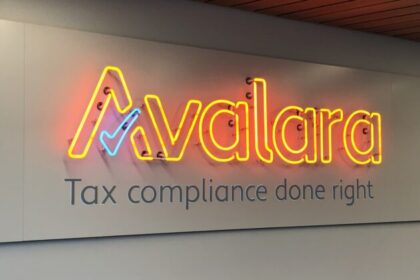 Avalara
Tax compliance done right